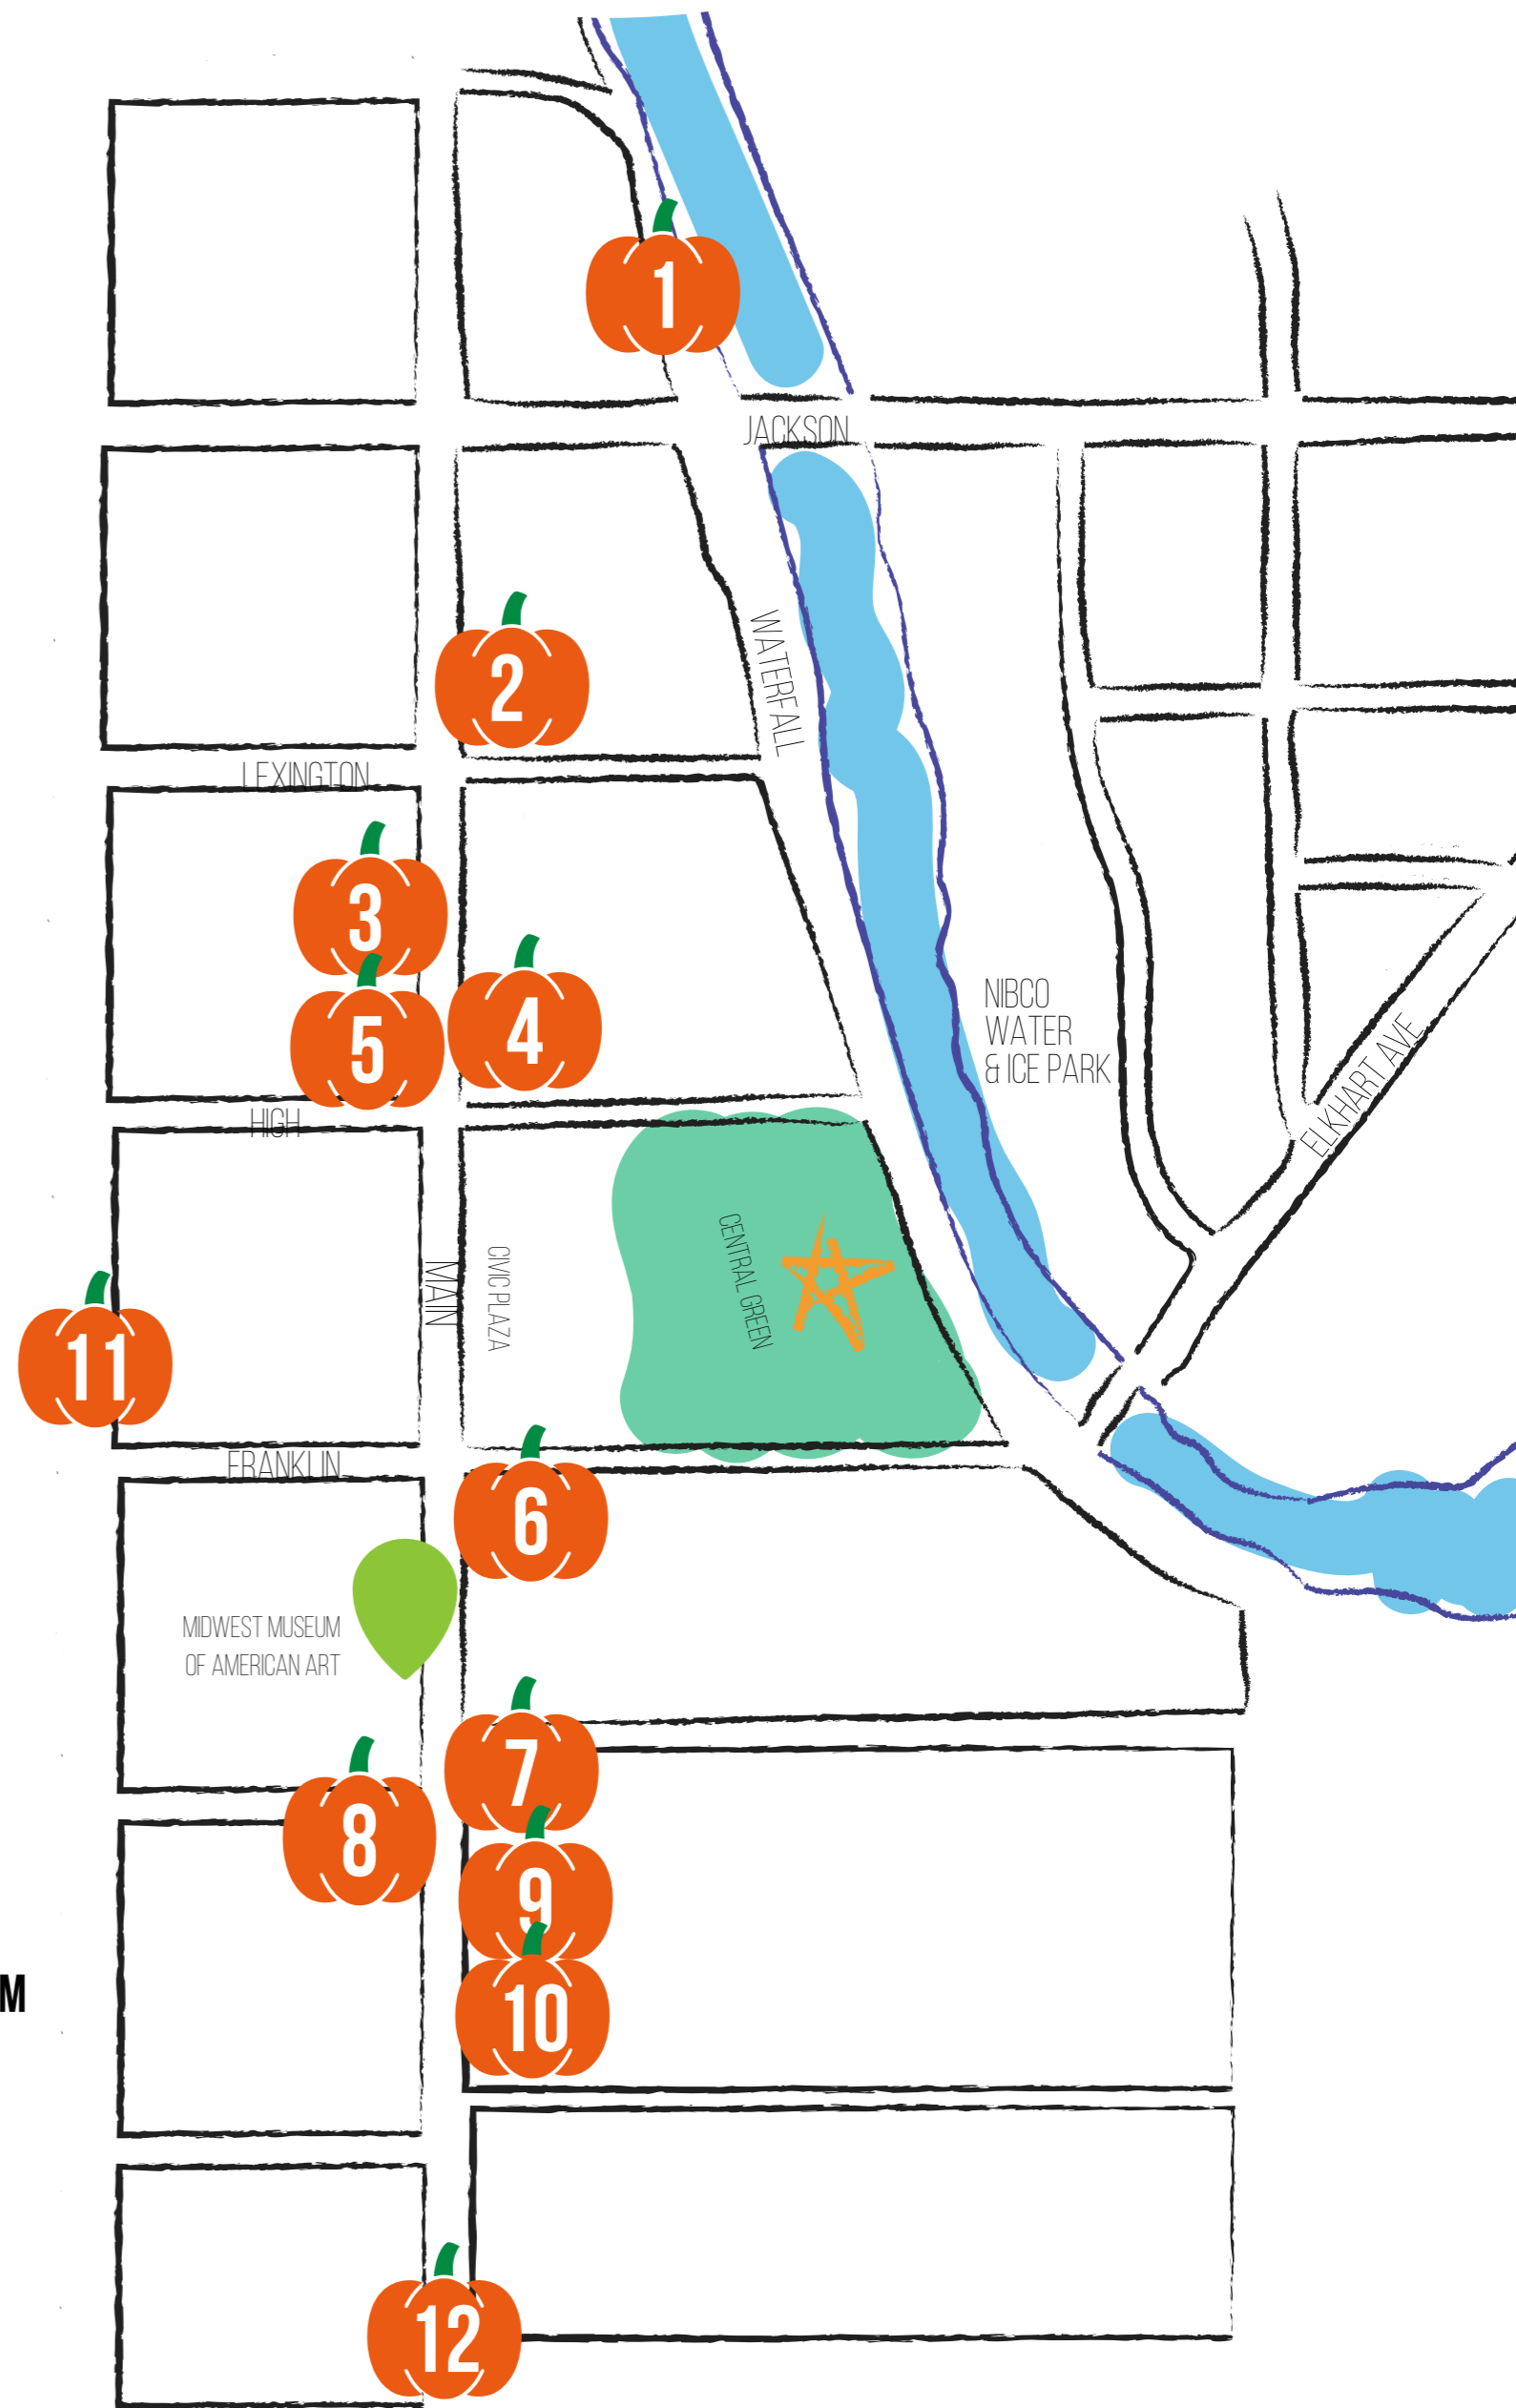 1
JACKSON
WATERFALL
2
LEXINGTON
3
4
5
NIBCO
WATER
& ICE PARK
ELKHART AVE
HIGH
CENTRAL GREEN
CIVIC PLAZA
MAIN
11
FRANKLIN
6
MIDWEST MUSEUM
OF AMERICAN ART
7
8
9
10
M
12